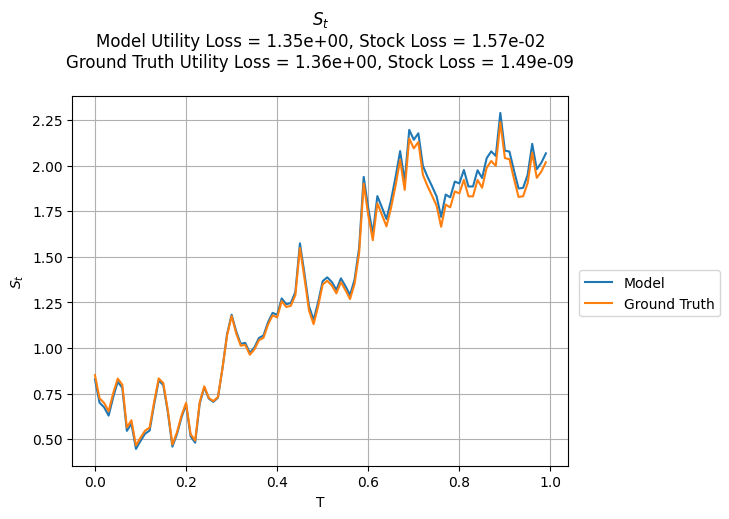 S_t
Model Utility Loss = 1.35e+00, Stock Loss = 1.57e-02
Ground Truth Utility Loss = 1.36e+00, Stock Loss = 1.49e-09
2.25
2.00
1.75
1.50
1.25
1.00
0.75
0.50
S_t
0.0
0.2
0.4
0.6
0.8
1.0
T
Model
Ground Truth